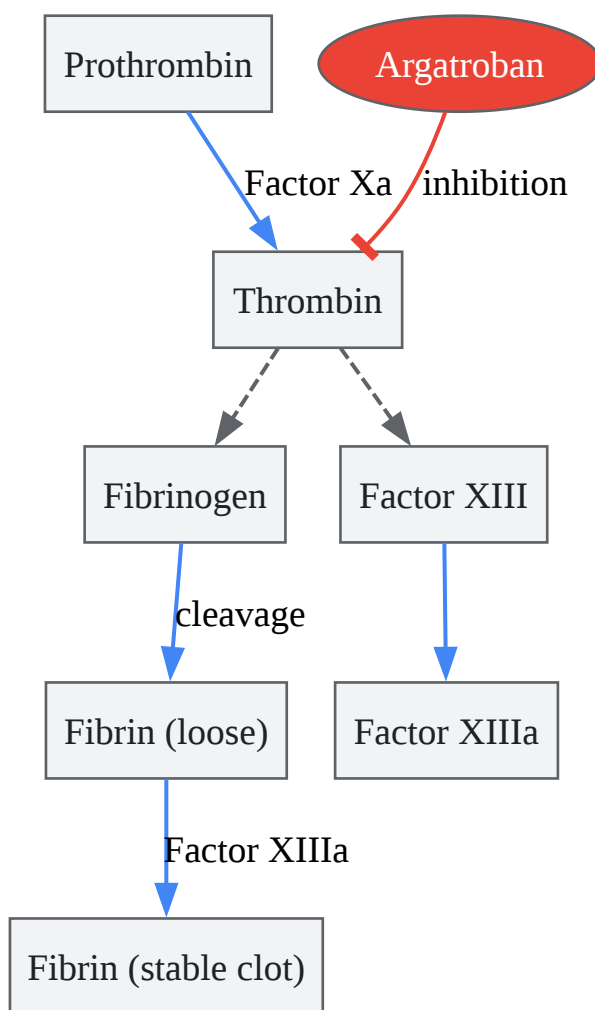 Prothrombin
Argatroban
Factor Xa
inhibition
Thrombin
Fibrinogen
Factor XIII
cleavage
Fibrin (loose)
Factor XIIIa
Factor XIIIa
Fibrin (stable clot)